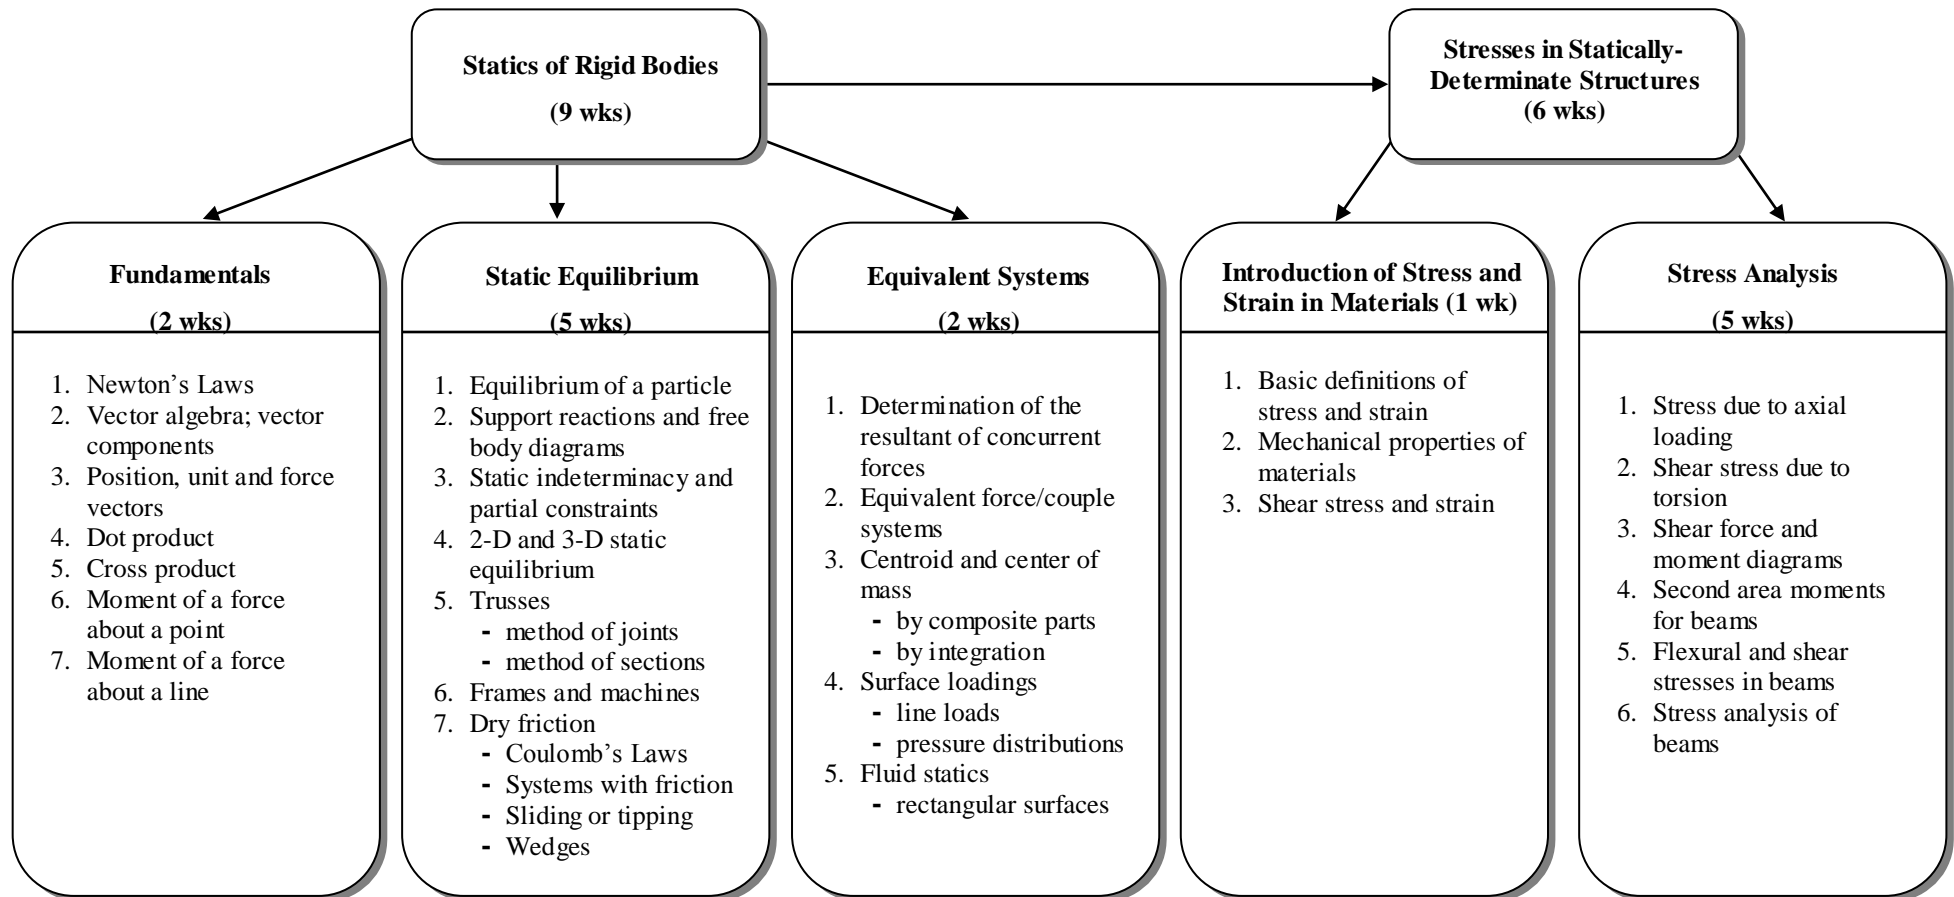 Statics of Rigid Bodies
(9 wks)
Stresses in Statically-
Determinate Structures
(6 wks)
Fundamentals
(2 wks)
1. Newton’s Laws
2. Vector algebra; vector
components
3. Position, unit and force
vectors
4. Dot product
5. Cross product
6. Moment of a force
about a point
7. Moment of a force
about a line
Static Equilibrium
(5 wks)
1. Equilibrium of a particle
2. Support reactions and free
body diagrams
3. Static indeterminacy and
partial constraints
4. 2-D and 3-D static
equilibrium
5. Trusses
- method of joints
- method of sections
6. Frames and machines
7. Dry friction
- Coulomb’s Laws
- Systems with friction
- Sliding or tipping
- Wedges
Equivalent Systems
(2 wks)
1. Determination of the
resultant of concurrent
forces
2. Equivalent force/couple
systems
3. Centroid and center of
mass
- by composite parts
- by integration
4. Surface loadings
- line loads
- pressure distributions
5. Fluid statics
- rectangular surfaces
Introduction of Stress and
Strain in Materials (1 wk)
1. Basic definitions of
stress and strain
2. Mechanical properties of
materials
3. Shear stress and strain
Stress Analysis
(5 wks)
1. Stress due to axial
loading
2. Shear stress due to
torsion
3. Shear force and
moment diagrams
4. Second area moments
for beams
5. Flexural and shear
stresses in beams
6. Stress analysis of
beams